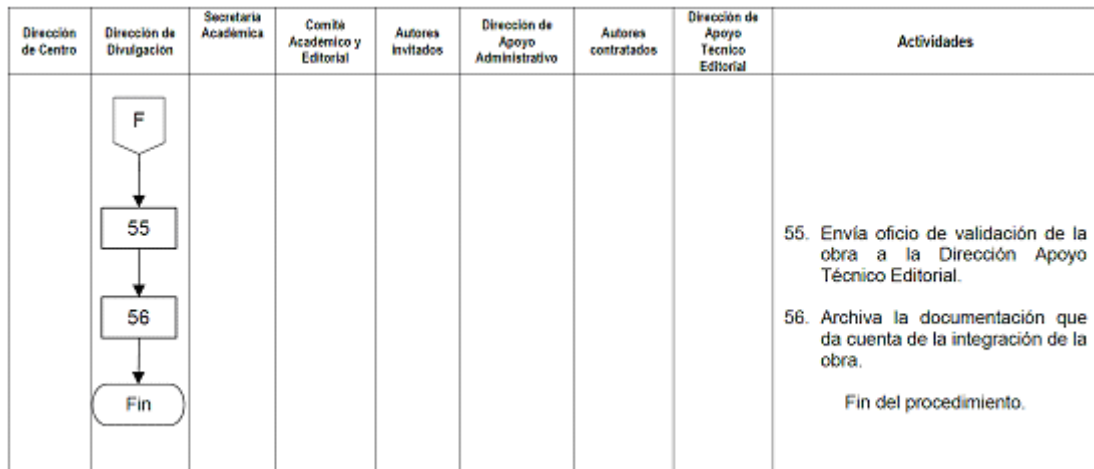 Dirección
de Centro
Dirección de
Divulgación
Secretaría
Académica
Comité
Académico y
Editorial
Autores
invitados
Dirección de
Apoyo
Administrativo
Autores
contratados
Dirección de
Apoyo
Técnico
Editorial
Actividades
F
55
56
Fin
55. Envía oficio de validación de la
obra a la Dirección Apoyo
Técnico Editorial.
56. Archiva la documentación que
da cuenta de la integración de la
obra.
Fin del procedimiento.